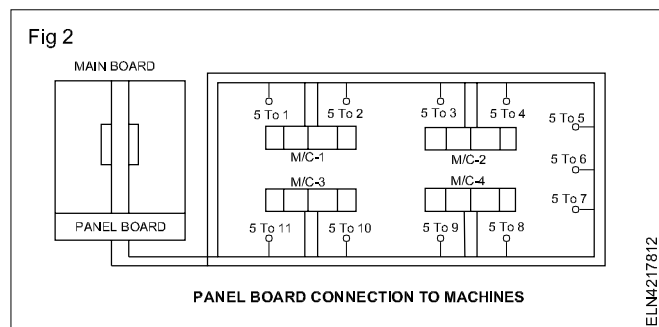 Fig 2
MAIN BOARD
5 To 1
5 To 2
5 To 3
5 To 4
5 To 5
M/C-1
M/C-2
5 To 6
M/C-3
M/C-4
5 To 7
PANEL BOARD
5 To 11
5 To 10
5 To 9
5 To 8
PANEL BOARD CONNECTION TO MACHINES
ELN4217812